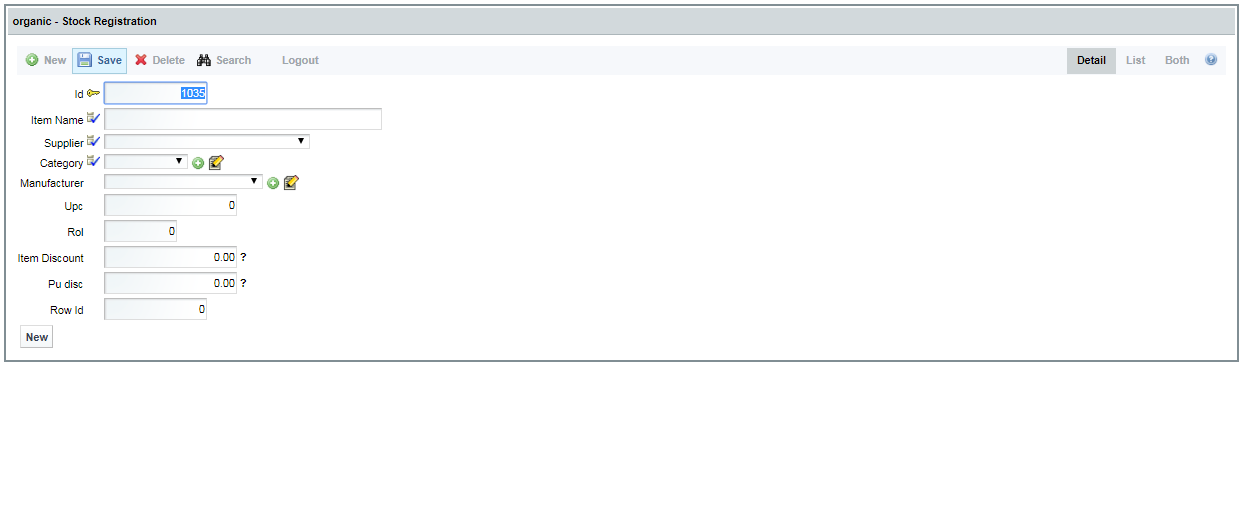 organic - Stock Registration
New Save Delete Search Logout Detail List Both
Id 1035
Item Name
Supplier
Category
Manufacturer
Upc 0
Rol 0
Item Discount 0.00 ?
Pu disc 0.00 ?
Row Id 0
New